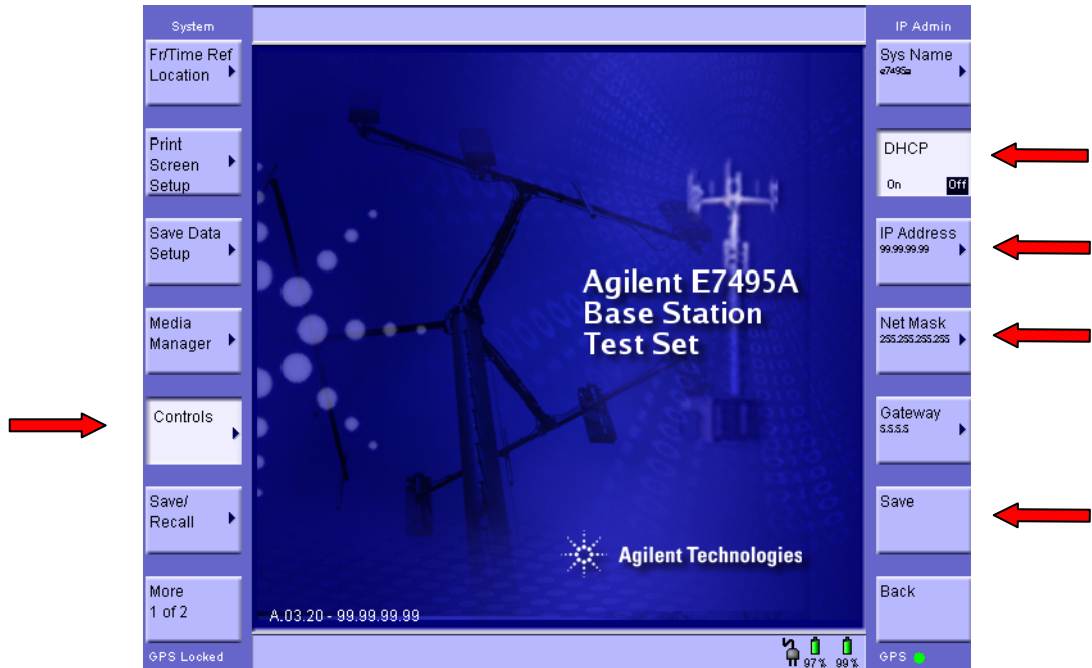 System
Fr/Time Ref
Location
Print
Screen
Setup
Save Data
Setup
Media
Manager
Controls
Save/
Recall
More
1 of 2
GPS Locked
Agilent E7495A
Base Station
Test Set
Agilent Technologies
A.03.20 - 99.99.99.99
97% 99%
IP Admin
Sys Name
e7495a
DHCP
On Off
IP Address
99.99.99.99
Net Mask
255.255.255.255
Gateway
5.5.5.5
Save
Back
GPS